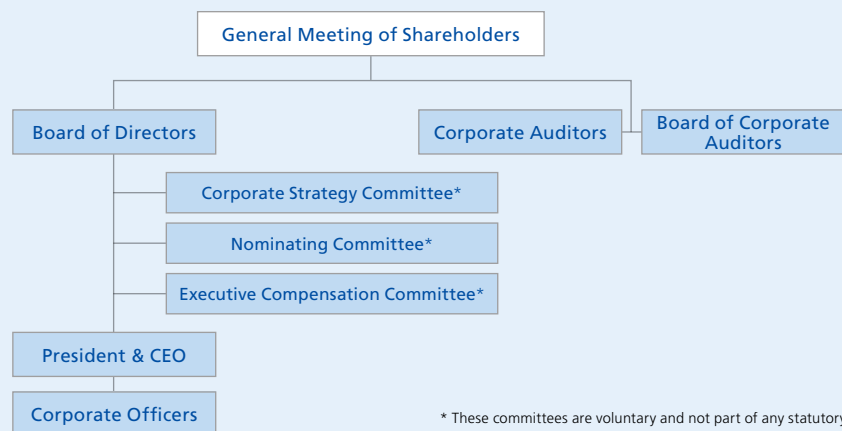 General Meeting of Shareholders
Board of Directors
Corporate Auditors
Board of Corporate
Auditors
Corporate Strategy Committee*
Nominating Committee*
Executive Compensation Committee*
President & CEO
Corporate Officers
* These committees are voluntary and not part of any statutory